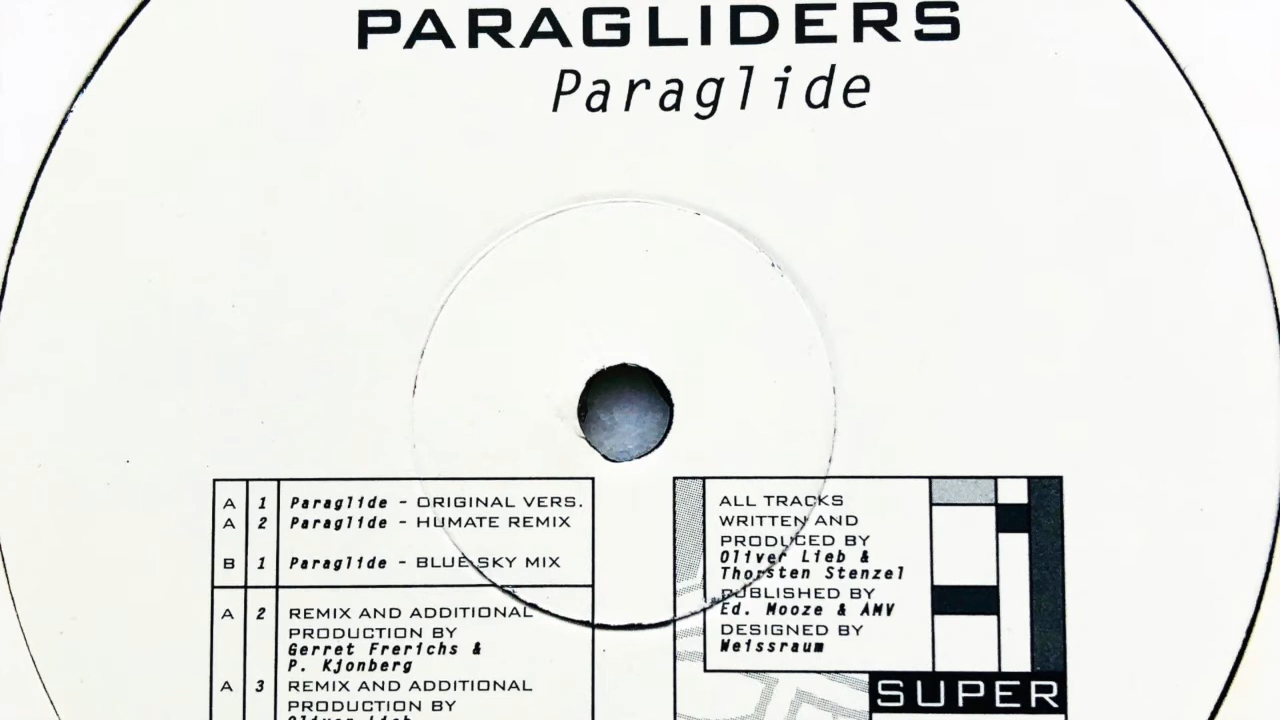 PARAGLIDERS
Paraglide
A 1 Paraglide - ORIGINAL VERS.
A 2 Paraglide - HUMATE REMIX
B 1 Paraglide - BLUE SKY MIX
A 2 REMIX AND ADDITIONAL
PRODUCTION BY
Gerret Frerichs &
P. Kjonberg
A 3 REMIX AND ADDITIONAL
PRODUCTION BY
Oliver Lieb
ALL TRACKS
WRITTEN AND
PRODUCED BY
Oliver Lieb &
Thorsten Stenzel
PUBLISHED BY
Ed. Mooze & AMV
DESIGNED BY
Weissraum
SUPER